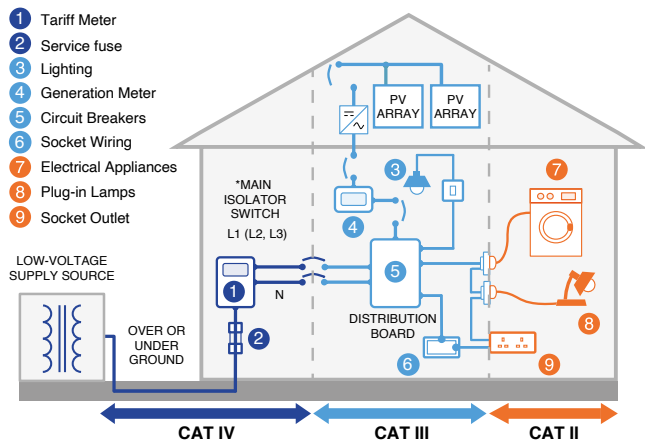 1 Tariff Meter
2 Service fuse
3 Lighting
4 Generation Meter
5 Circuit Breakers
6 Socket Wiring
7 Electrical Appliances
8 Plug-in Lamps
9 Socket Outlet
PV
ARRAY
PV
ARRAY
*MAIN
ISOLATOR
SWITCH
L1 (L2, L3)
3
4
7
LOW-VOLTAGE
SUPPLY SOURCE
1
N
5
8
OVER OR
UNDER
GROUND
2
DISTRIBUTION
BOARD
6
9
CAT IV
CAT III
CAT II